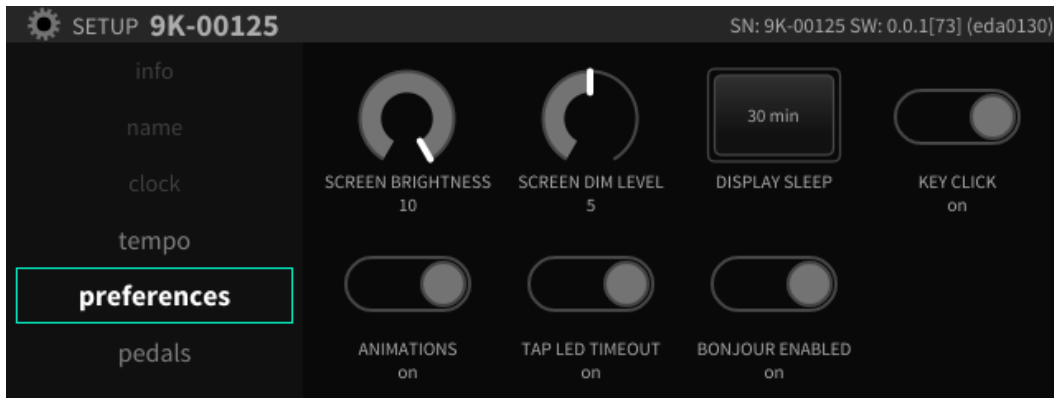 SETUP 9K-00125
SN: 9K-00125 SW: 0.0.1[73] (eda0130)
info
name
clock
tempo
preferences
pedals
30 min
SCREEN BRIGHTNESS
10
SCREEN DIM LEVEL
5
DISPLAY SLEEP
KEY CLICK
on
ANIMATIONS
on
TAP LED TIMEOUT
on
BONJOUR ENABLED
on